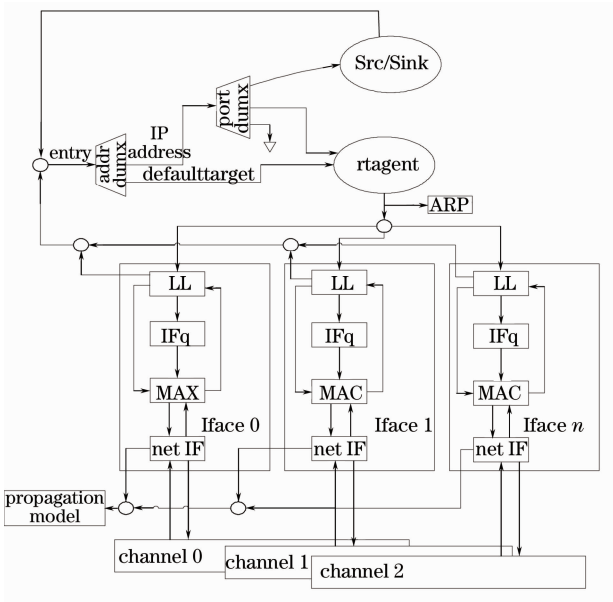 Src/Sink
port
dumx
IP
address
entry
addr
dumx
defaulttarget
rtagent
ARP
LL
LL
LL
IFq
IFq
IFq
MAX
MAC
MAC
Iface 0
Iface 1
Iface n
net IF
net IF
net IF
propagation
model
channel 0
channel 1
channel 2